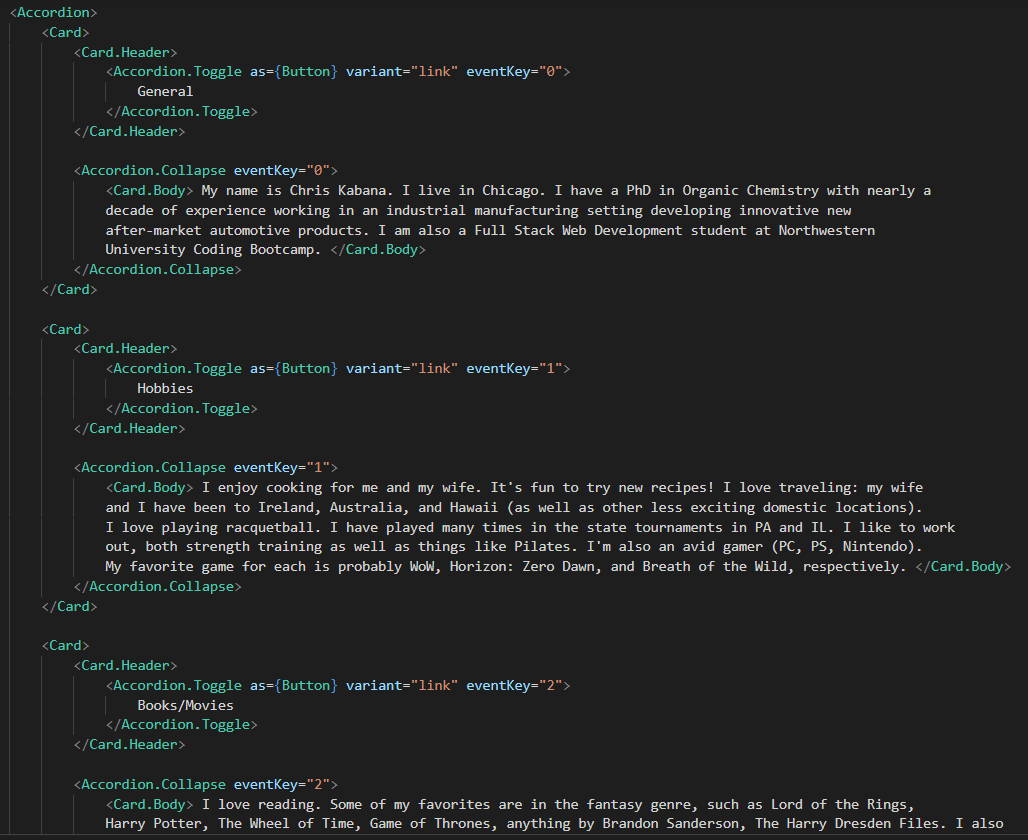 <Accordion>
<Card>
<Card.Header>
<Accordion.Toggle as={Button} variant="link" eventKey="0">
General
</Accordion.Toggle>
</Card.Header>
<Accordion.Collapse eventKey="0">
<Card.Body> My name is Chris Kabana. I live in Chicago. I have a PhD in Organic Chemistry with nearly a
decade of experience working in an industrial manufacturing setting developing innovative new
after-market automotive products. I am also a Full Stack Web Development student at Northwestern
University Coding Bootcamp. </Card.Body>
</Accordion.Collapse>
</Card>
<Card>
<Card.Header>
<Accordion.Toggle as={Button} variant="link" eventKey="1">
Hobbies
</Accordion.Toggle>
</Card.Header>
<Accordion.Collapse eventKey="1">
<Card.Body> I enjoy cooking for me and my wife. It's fun to try new recipes! I love traveling: my wife
and I have been to Ireland, Australia, and Hawaii (as well as other less exciting domestic locations).
I love playing racquetball. I have played many times in the state tournaments in PA and IL. I like to work
out, both strength training as well as things like Pilates. I'm also an avid gamer (PC, PS, Nintendo).
My favorite game for each is probably WoW, Horizon: Zero Dawn, and Breath of the Wild, respectively. </Card.Body>
</Accordion.Collapse>
</Card>
<Card>
<Card.Header>
<Accordion.Toggle as={Button} variant="link" eventKey="2">
Books/Movies
</Accordion.Toggle>
</Card.Header>
<Accordion.Collapse eventKey="2">
<Card.Body> I love reading. Some of my favorites are in the fantasy genre, such as Lord of the Rings,
Harry Potter, The Wheel of Time, Game of Thrones, anything by Brandon Sanderson, The Harry Dresden Files. I also